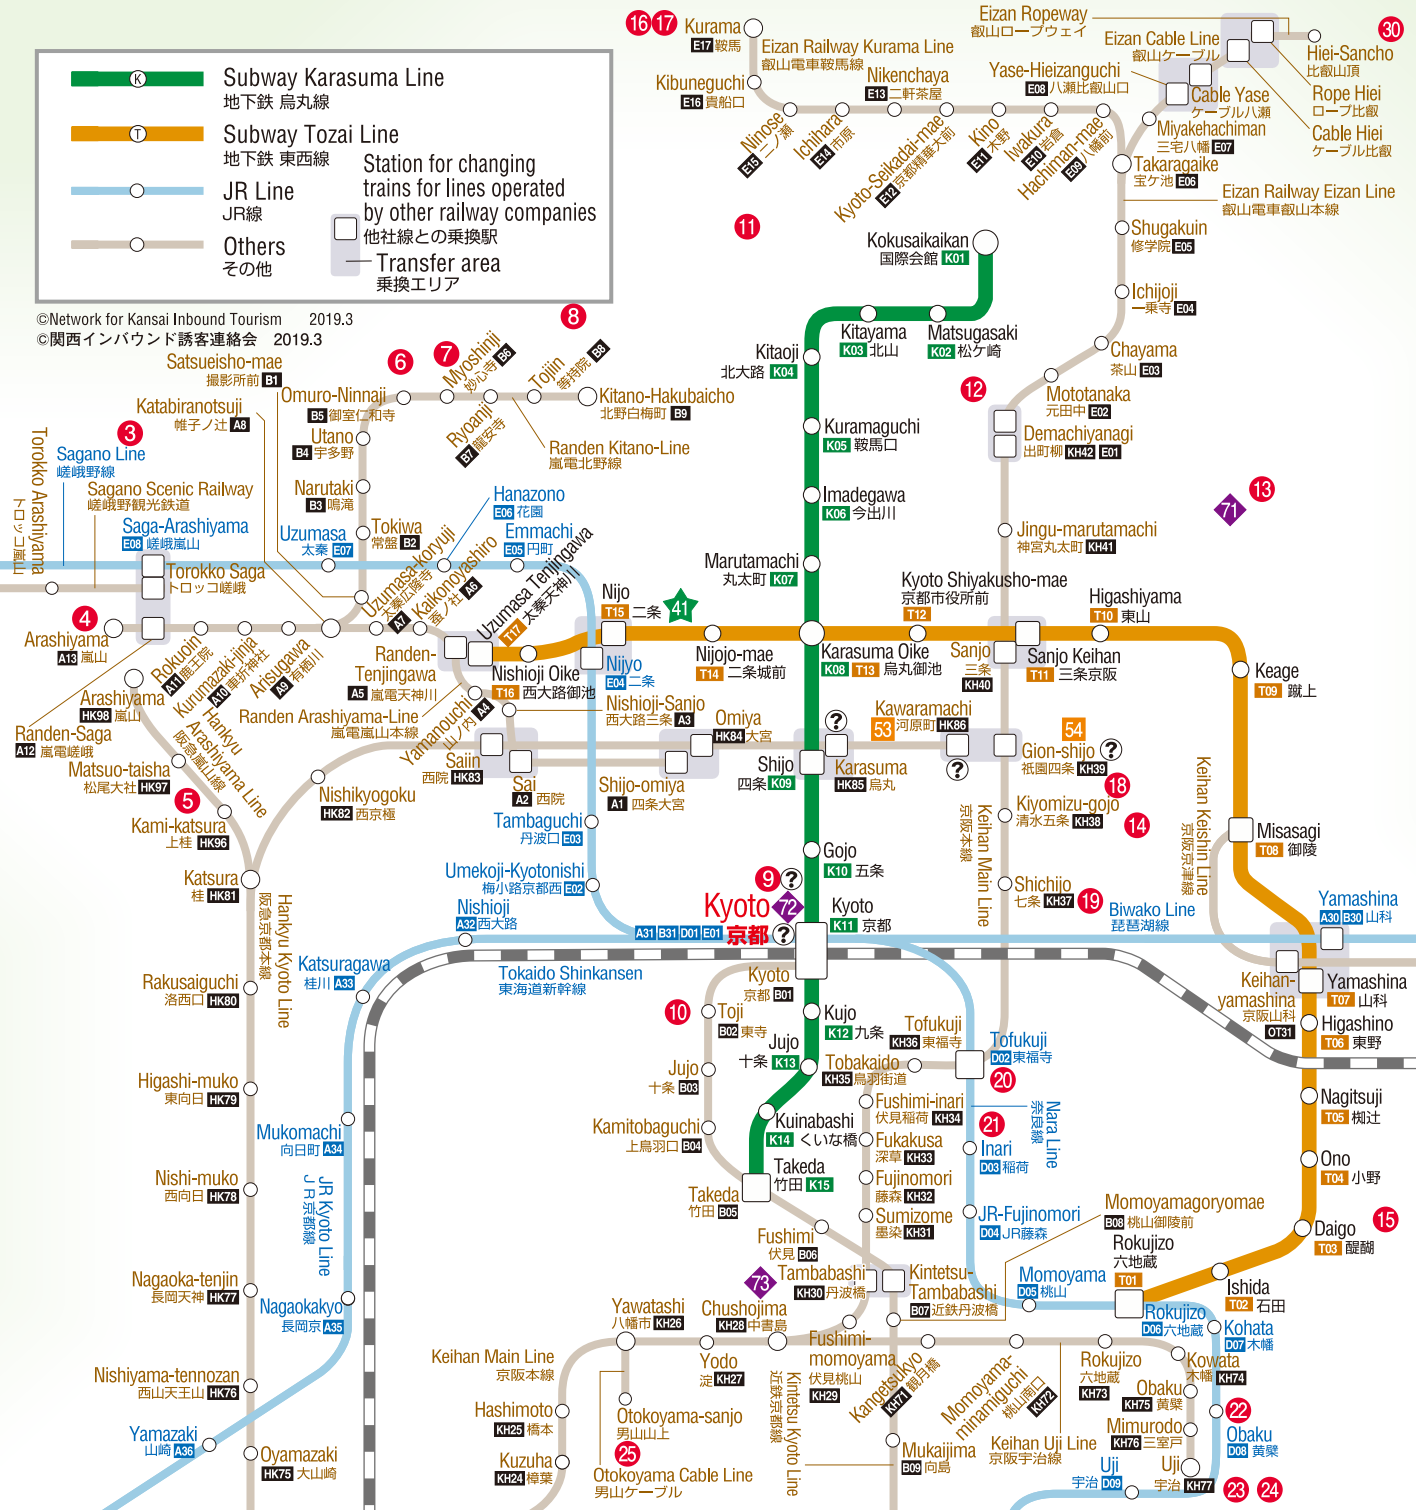 K
Subway Karasuma Line
地下鉄 烏丸線
T
Subway Tozai Line
地下鉄 東西線
JR Line
JR線
Others
その他
Station for changing
trains for lines operated
by other railway companies
他社線との乗換駅
Transfer area
乗換エリア
©Network for Kansai Inbound Tourism 2019.3
©関西インバウンド誘客連絡会 2019.3
16 17
Kurama
E17 鞍馬
Eizan Railway Kurama Line
叡山電車鞍馬線
Kibuneguchi
E16 貴船口
Nikenchaya
E13 二軒茶屋
Ninose
E15 二ノ瀬
Ichihara
E14 市原
Kyoto-Seikadai-mae
E12 京都精華大前
Kino
E11 木野
Iwakura
E10 岩倉
Hachiman-mae
E09 八幡前
Eizan Ropeway
叡山ロープウェイ
Eizan Cable Line
叡山ケーブル
30
Hiei-Sancho
比叡山頂
Rope Hiei
ロープ比叡
Cable Hiei
ケーブル比叡
Yase-Hieizanguchi
E08 八瀬比叡山口
Cable Yase
ケーブル八瀬
Miyakehachiman
三宅八幡 E07
Takaragaike
宝ケ池 E06
Eizan Railway Eizan Line
叡山電車叡山本線
Shugakuin
修学院 E05
Ichijoji
一乗寺 E04
Chayama
茶山 E03
Mototanaka
元田中 E02
Demachiyanagi
出町柳 KH42 E01
11
Kokusaikaikan
国際会館 K01
Matsugasaki
K02 松ケ崎
Kitayama
K03 北山
Kitaoji
北大路 K04
12
Kuramaguchi
K05 鞍馬口
Imadegawa
K06 今出川
Marutamachi
丸太町 K07
Jingu-marutamachi
神宮丸太町 KH41
71 13
8
6
7
Satsueisho-mae
撮影所前 B1
Katabiranotsuji
帷子ノ辻 A8
Omuro-Ninnaji
B5 御室仁和寺
Myoshinji
妙心寺 B6
Ryoanji
B7 龍安寺
Tojiin
等持院 B8
Kitano-Hakubaicho
北野白梅町 B9
Randen Kitano-Line
嵐電北野線
Utano
B4 宇多野
Narutaki
B3 鳴滝
Tokiwa
常盤 B2
3
Sagano Line
嵯峨野線
Torokko Arashiyama
トロッコ嵐山
Sagano Scenic Railway
嵯峨野観光鉄道
Saga-Arashiyama
E08 嵯峨嵐山
Torokko Saga
トロッコ嵯峨
Uzumasa
太秦 E07
Hanazono
E06 花園
Emmachi
E05 円町
4
Arashiyama
A13 嵐山
Randen-Saga
A12 嵐電嵯峨
Rokuoin
A11 鹿王院
Kurumazaki-jinja
A10 車折神社
Arisugawa
A9 有栖川
Uzumasa-koryuji
太秦広隆寺 A7
Kaikonoyashiro
蚕ノ社 A6
Uzumasa Tenjingawa
T17 太秦天神川
Randen-
Tenjingawa
A5 嵐電天神川
Randen Arashiyama-Line
嵐電嵐山本線
Yamanouchi
山ノ内 A4
Nishioji-Sanjo
西大路三条 A3
Sai
A2 西院
Shijo-omiya
A1 四条大宮
Nishioji Oike
T16 西大路御池
Nijo
T15 二条
41
Nijyo
E04 二条
Nijojo-mae
T14 二条城前
Karasuma Oike
K08 T13 烏丸御池
Kyoto Shiyakusho-mae
京都市役所前
T12
Sanjo
三条
KH40
Sanjo Keihan
T11 三条京阪
Higashiyama
T10 東山
Keage
T09 蹴上
Misasagi
T08 御陵
Keihan Keishin Line
京阪京津線
Arashiyama
HK98 嵐山
Hankyu
Arashiyama Line
阪急嵐山線
Matsuo-taisha
松尾大社 HK97
5
Kami-katsura
上桂 HK96
Katsura
桂 HK81
Nishikyogoku
HK82 西京極
Saiin
西院 HK83
Omiya
HK84 大宮
Shijo
四条 K09
?
Karasuma
HK85 烏丸
53
Kawaramachi
河原町 HK86
?
54
Gion-shijo ?
祇園四条 KH39
18
Kiyomizu-gojo
清水五条 KH38
14
Keihan Main Line
京阪本線
Shichijo
七条 KH37
19
Tambaguchi
丹波口 E03
Umekoji-Kyotonishi
梅小路京都西 E02
Gojo
K10 五条
9 ?
Kyoto 72
A31 B31 D01 E01 京都 ?
Kyoto
K11 京都
Kyoto
京都 B01
Nishioji
A32 西大路
Tokaido Shinkansen
東海道新幹線
Katsuragawa
桂川 A33
Biwako Line
琵琶湖線
Yamashina
A30 B30 山科
Keihan-
yamashina
京阪山科
OT31
Yamashina
T07 山科
Higashino
T06 東野
Nagitsuji
T05 椥辻
Ono
T04 小野
15
Daigo
T03 醍醐
Ishida
T02 石田
Hankyu Kyoto Line
阪急京都本線
Rakusaiguchi
洛西口 HK80
Higashi-muko
東向日 HK79
Nishi-muko
西向日 HK78
Nagaoka-tenjin
長岡天神 HK77
Nishiyama-tennozan
西山天王山 HK76
Oyamazaki
HK75 大山崎
Mukomachi
向日町 A34
JR Kyoto Line
JR京都線
Nagaokakyo
長岡京 A35
Yamazaki
山崎 A36
10
Toji
B02 東寺
Jujo
十条 B03
Kamitobaguchi
上鳥羽口 B04
Takeda
竹田 B05
Kujo
K12 九条
Jujo
十条 K13
Kuinabashi
K14 くいな橋
Takeda
竹田 K15
Tofukuji
KH36 東福寺
Tofukuji
D02 東福寺
20
Tobakaido
KH35 鳥羽街道
Fushimi-inari
伏見稲荷 KH34
Fukakusa
深草 KH33
Fujinomori
藤森 KH32
Sumizome
墨染 KH31
21
Inari
D03 稲荷
Nara Line
奈良線
JR-Fujinomori
D04 JR藤森
Momoyama
D05 桃山
Momoyamagoryomae
B08 桃山御陵前
Rokujizo
六地蔵
T01
Rokujizo
D06 六地蔵
Kohata
D07 木幡
Fushimi
伏見 B06
73
Tambabashi
KH30 丹波橋
Kintetsu-
Tambabashi
B07 近鉄丹波橋
Yawatashi
八幡市 KH26
Chushojima
KH28 中書島
Yodo
淀 KH27
Fushimi-
momoyama
伏見桃山
KH29
Keihan Main Line
京阪本線
Hashimoto
KH25 橋本
Kuzuha
KH24 樟葉
Otokoyama-sanjo
男山山上
25
Otokoyama Cable Line
男山ケーブル
Kintetsu Kyoto Line
近鉄京都線
Kangetsukyo
KH71 観月橋
Momoyama-
minamiguchi
桃山南口 KH72
Mukaijima
B09 向島
Keihan Uji Line
京阪宇治線
Rokujizo
六地蔵
KH73
Kowata
木幡 KH74
Obaku
KH75 黄檗
Mimurodo
KH76 三室戸
Uji
宇治 KH77
22
Obaku
D08 黄檗
Uji
宇治 D09
23 24